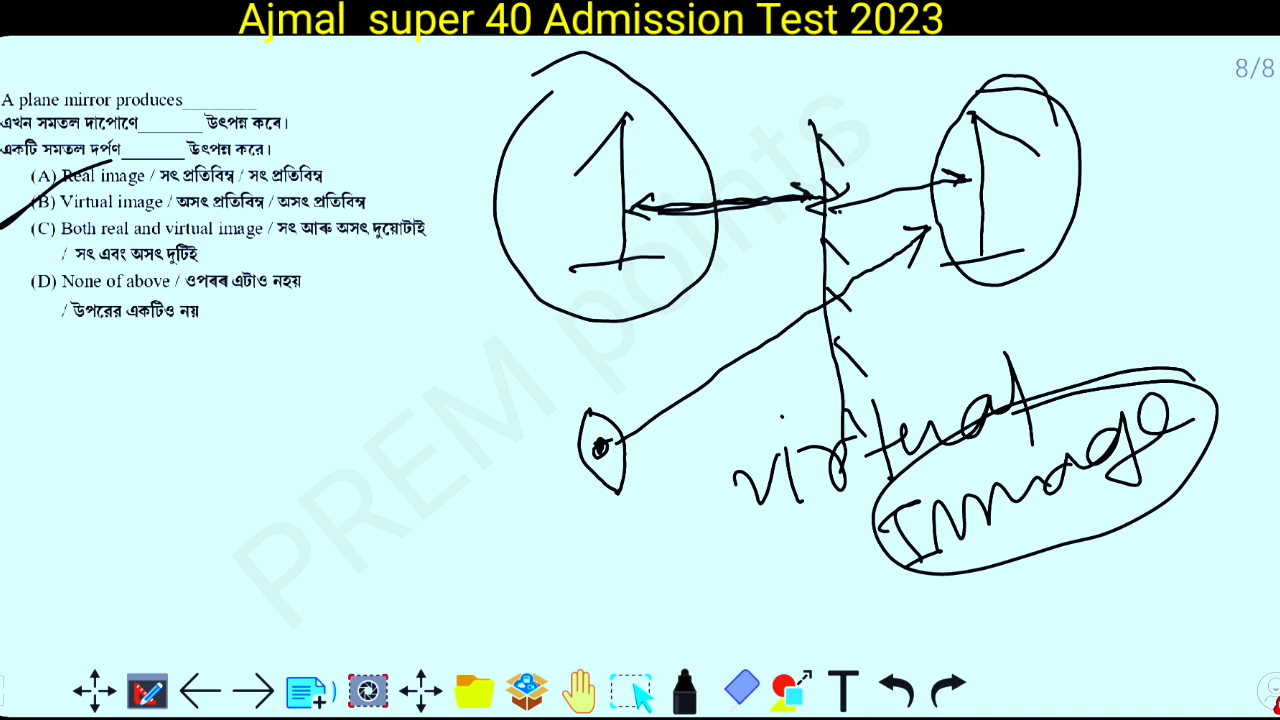 Ajmal super 40 Admission Test 2023
8/8
A plane mirror produces________
এখন সমতল দাপোণে________ উৎপন্ন কৰে।
একটি সমতল দর্পণ________ উৎপন্ন করে।
(A) Real image / সৎ প্রতিবিম্ব / সৎ প্রতিবিম্ব
(B) Virtual image / অসৎ প্রতিবিম্ব / অসৎ প্রতিবিম্ব
(C) Both real and virtual image / সৎ আৰু অসৎ দুয়োটাই
/ সৎ এবং অসৎ দুটিই
(D) None of above / ওপৰৰ এটাও নহয়
/ উপরের একটিও নয়
PREM points
virtual
Image
T